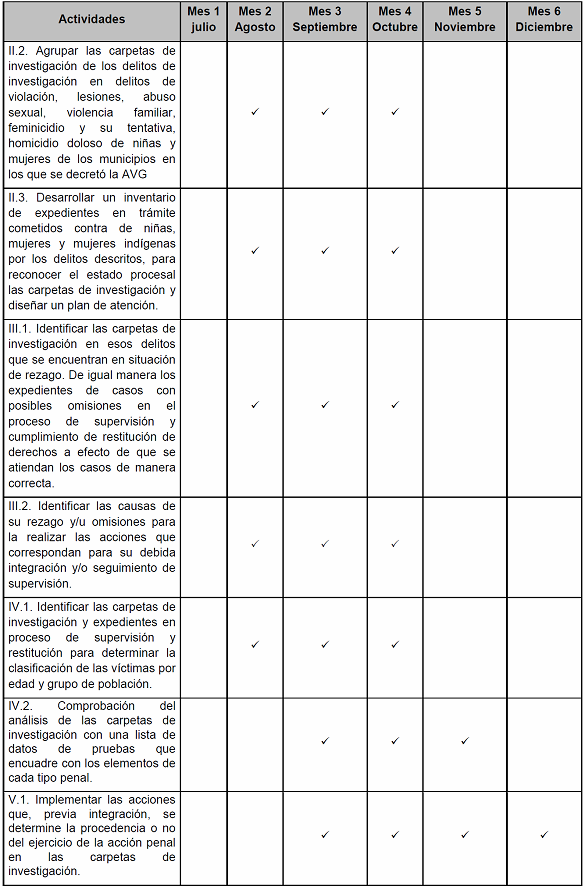 Actividades
Mes 1
julio
Mes 2
Agosto
Mes 3
Septiembre
Mes 4
Octubre
Mes 5
Noviembre
Mes 6
Diciembre
II.2. Agrupar las carpetas de
investigación de los delitos de
investigación en delitos de
violación, lesiones, abuso
sexual, violencia familiar,
feminicidio y su tentativa,
homicidio doloso de niñas y
mujeres de los municipios en
los que se decretó la AVG
✓ ✓ ✓
II.3. Desarrollar un inventario
de expedientes en trámite
cometidos contra de niñas,
mujeres y mujeres indígenas
por los delitos descritos, para
reconocer el estado procesal
las carpetas de investigación y
diseñar un plan de atención.
✓ ✓ ✓
III.1. Identificar las carpetas de
investigación en esos delitos
que se encuentran en situación
de rezago. De igual manera los
expedientes de casos con
posibles omisiones en el
proceso de supervisión y
cumplimiento de restitución de
derechos a efecto de que se
atiendan los casos de manera
correcta.
✓ ✓ ✓
III.2. Identificar las causas de
su rezago y/u omisiones para
la realizar las acciones que
correspondan para su debida
integración y/o seguimiento de
supervisión.
✓ ✓ ✓
IV.1. Identificar las carpetas de
investigación y expedientes en
proceso de supervisión y
restitución para determinar la
clasificación de las víctimas por
edad y grupo de población.
✓ ✓ ✓
IV.2. Comprobación del
análisis de las carpetas de
investigación con una lista de
datos de pruebas que
encuadre con los elementos de
cada tipo penal.
✓ ✓ ✓
V.1. Implementar las acciones
que, previa integración, se
determine la procedencia o no
del ejercicio de la acción penal
en las carpetas de
investigación.
✓ ✓ ✓ ✓